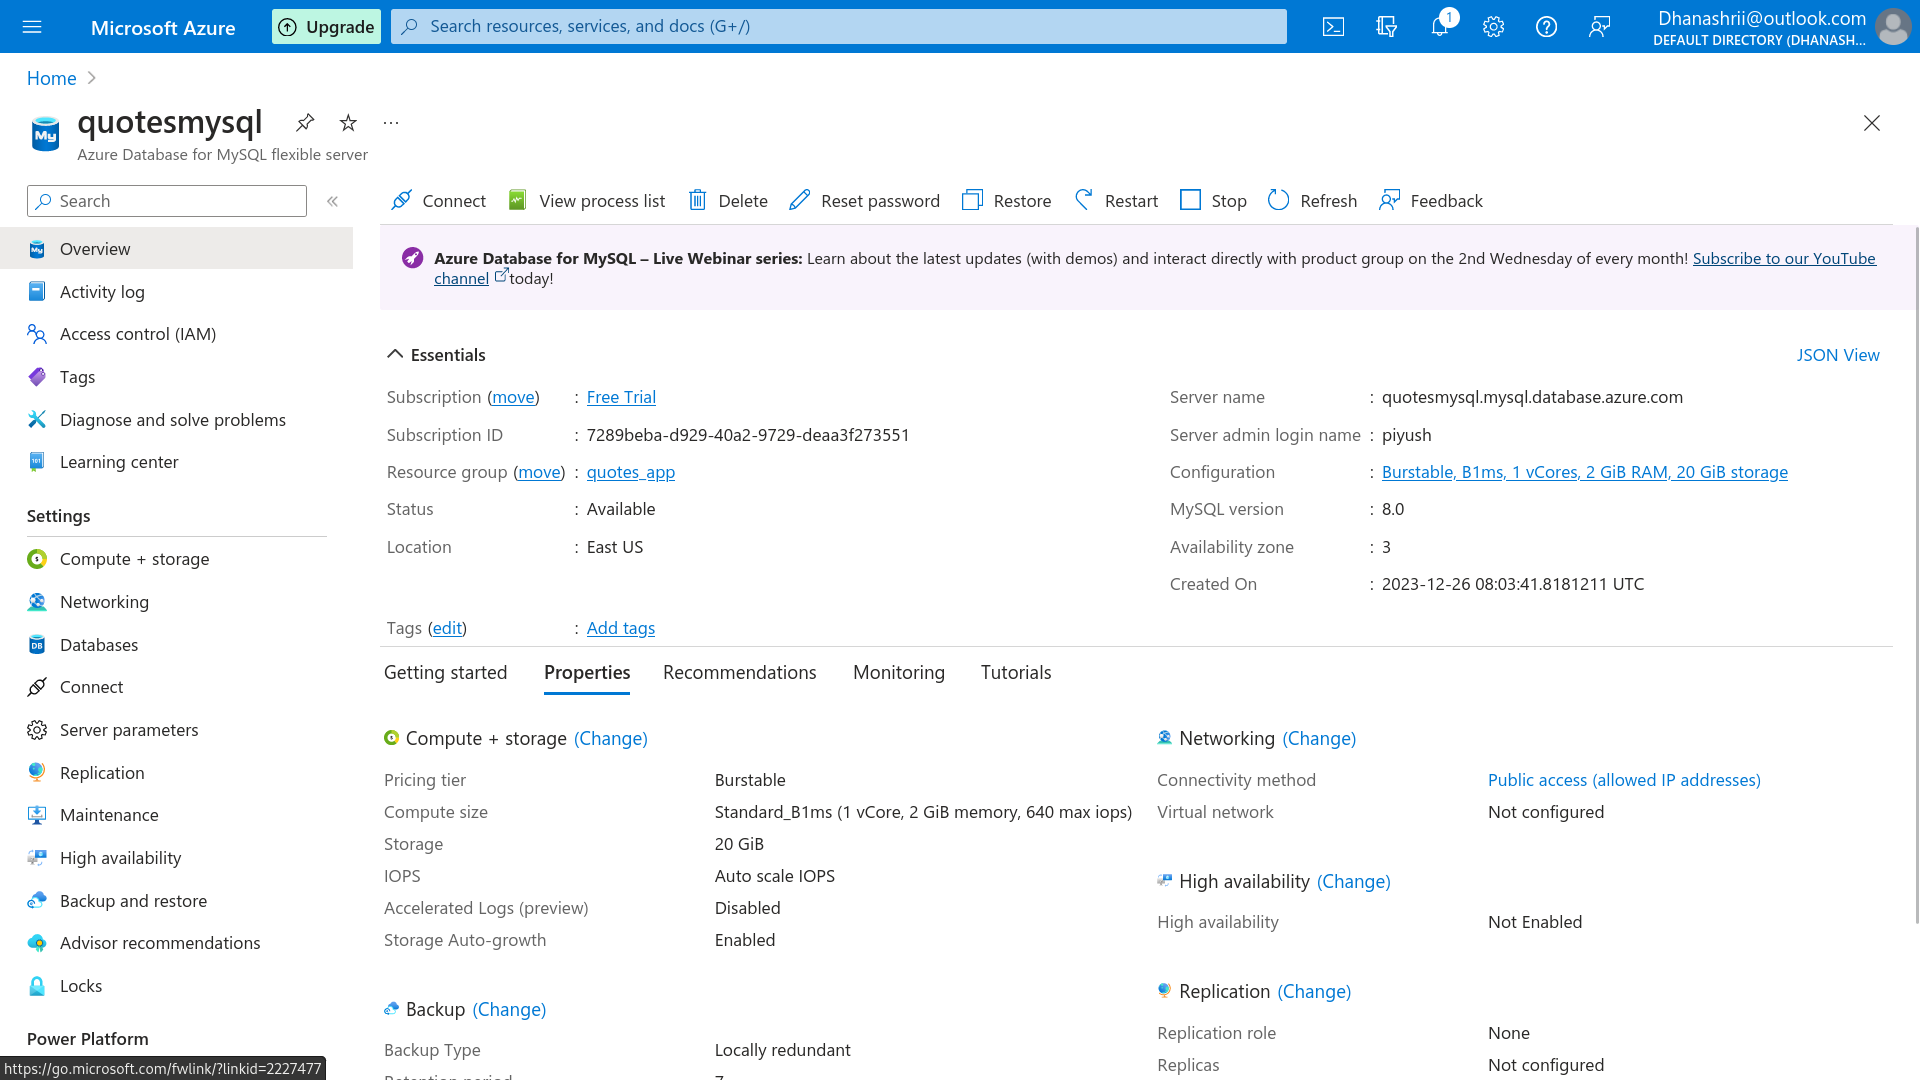 Microsoft Azure
Upgrade
Search resources, services, and docs (G+/)
1
Dhanashrii@outlook.com
DEFAULT DIRECTORY (DHANASH...
Home
My
quotesmysql
Azure Database for MySQL flexible server
Search
Connect
View process list
Delete
Reset password
Restore
Restart
Stop
Refresh
Feedback
Overview
Activity log
Access control (IAM)
Tags
Diagnose and solve problems
Learning center
Settings
Compute + storage
Networking
Databases
Connect
Server parameters
Replication
Maintenance
High availability
Backup and restore
Advisor recommendations
Locks
Power Platform
https://go.microsoft.com/fwlink/?linkid=2227477
Azure Database for MySQL – Live Webinar series: Learn about the latest updates (with demos) and interact directly with product group on the 2nd Wednesday of every month! Subscribe to our YouTube
channel today!
Essentials
JSON View
Subscription (move) : Free Trial
Subscription ID : 7289beba-d929-40a2-9729-deaa3f273551
Resource group (move) : quotes_app
Status : Available
Location : East US
Server name : quotesmysql.mysql.database.azure.com
Server admin login name : piyush
Configuration : Burstable, B1ms, 1 vCores, 2 GiB RAM, 20 GiB storage
MySQL version : 8.0
Availability zone : 3
Created On : 2023-12-26 08:03:41.8181211 UTC
Tags (edit) : Add tags
Getting started
Properties
Recommendations
Monitoring
Tutorials
Compute + storage (Change)
Pricing tier Burstable
Compute size Standard_B1ms (1 vCore, 2 GiB memory, 640 max iops)
Storage 20 GiB
IOPS Auto scale IOPS
Accelerated Logs (preview) Disabled
Storage Auto-growth Enabled
Backup (Change)
Backup Type Locally redundant
Retention period 7
Networking (Change)
Connectivity method Public access (allowed IP addresses)
Virtual network Not configured
High availability (Change)
High availability Not Enabled
Replication (Change)
Replication role None
Replicas Not configured